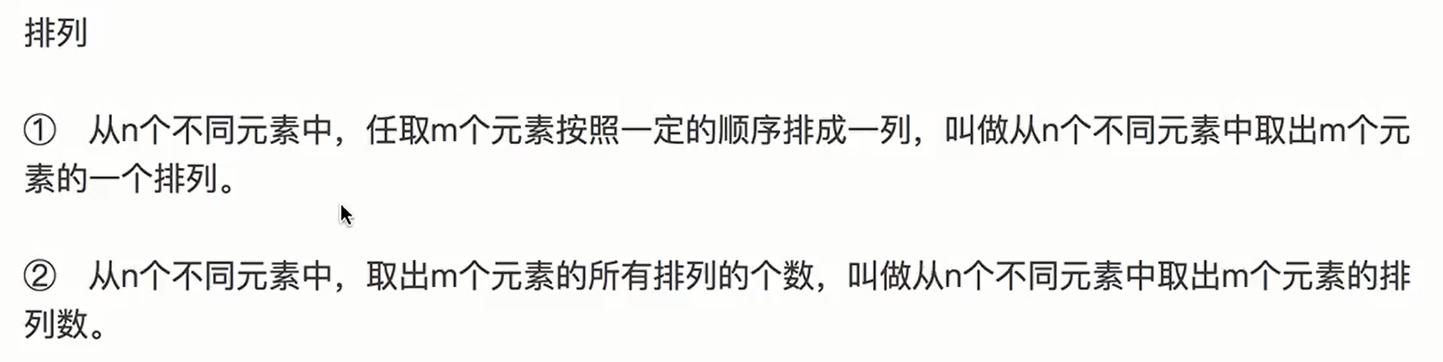 排列
① 从n个不同元素中，任取m个元素按照一定的顺序排成一列，叫做从n个不同元素中取出m个元
素的一个排列。
② 从n个不同元素中，取出m个元素的所有排列的个数，叫做从n个不同元素中取出m个元素的排
列数。